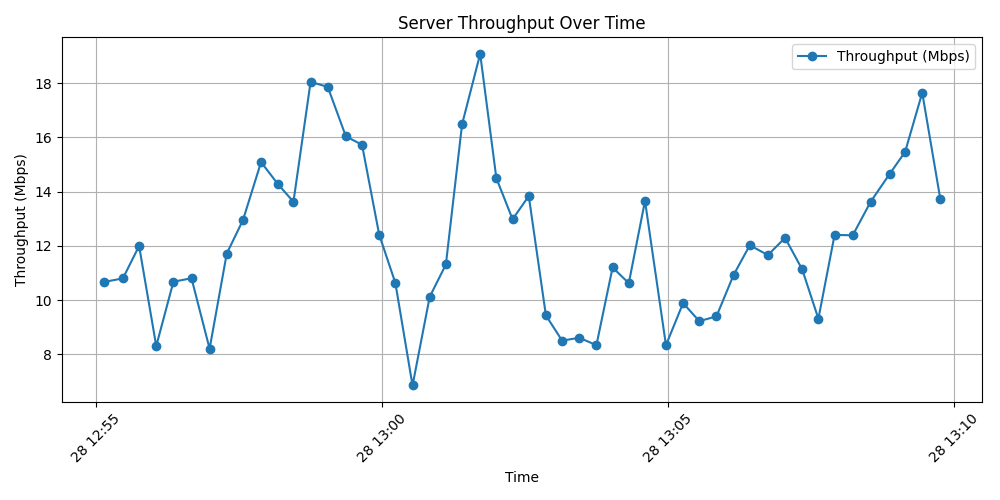 Server Throughput Over Time
Throughput (Mbps)
Throughput (Mbps)
18
16
14
12
10
8
28 12:55
28 13:00
28 13:05
28 13:10
Time